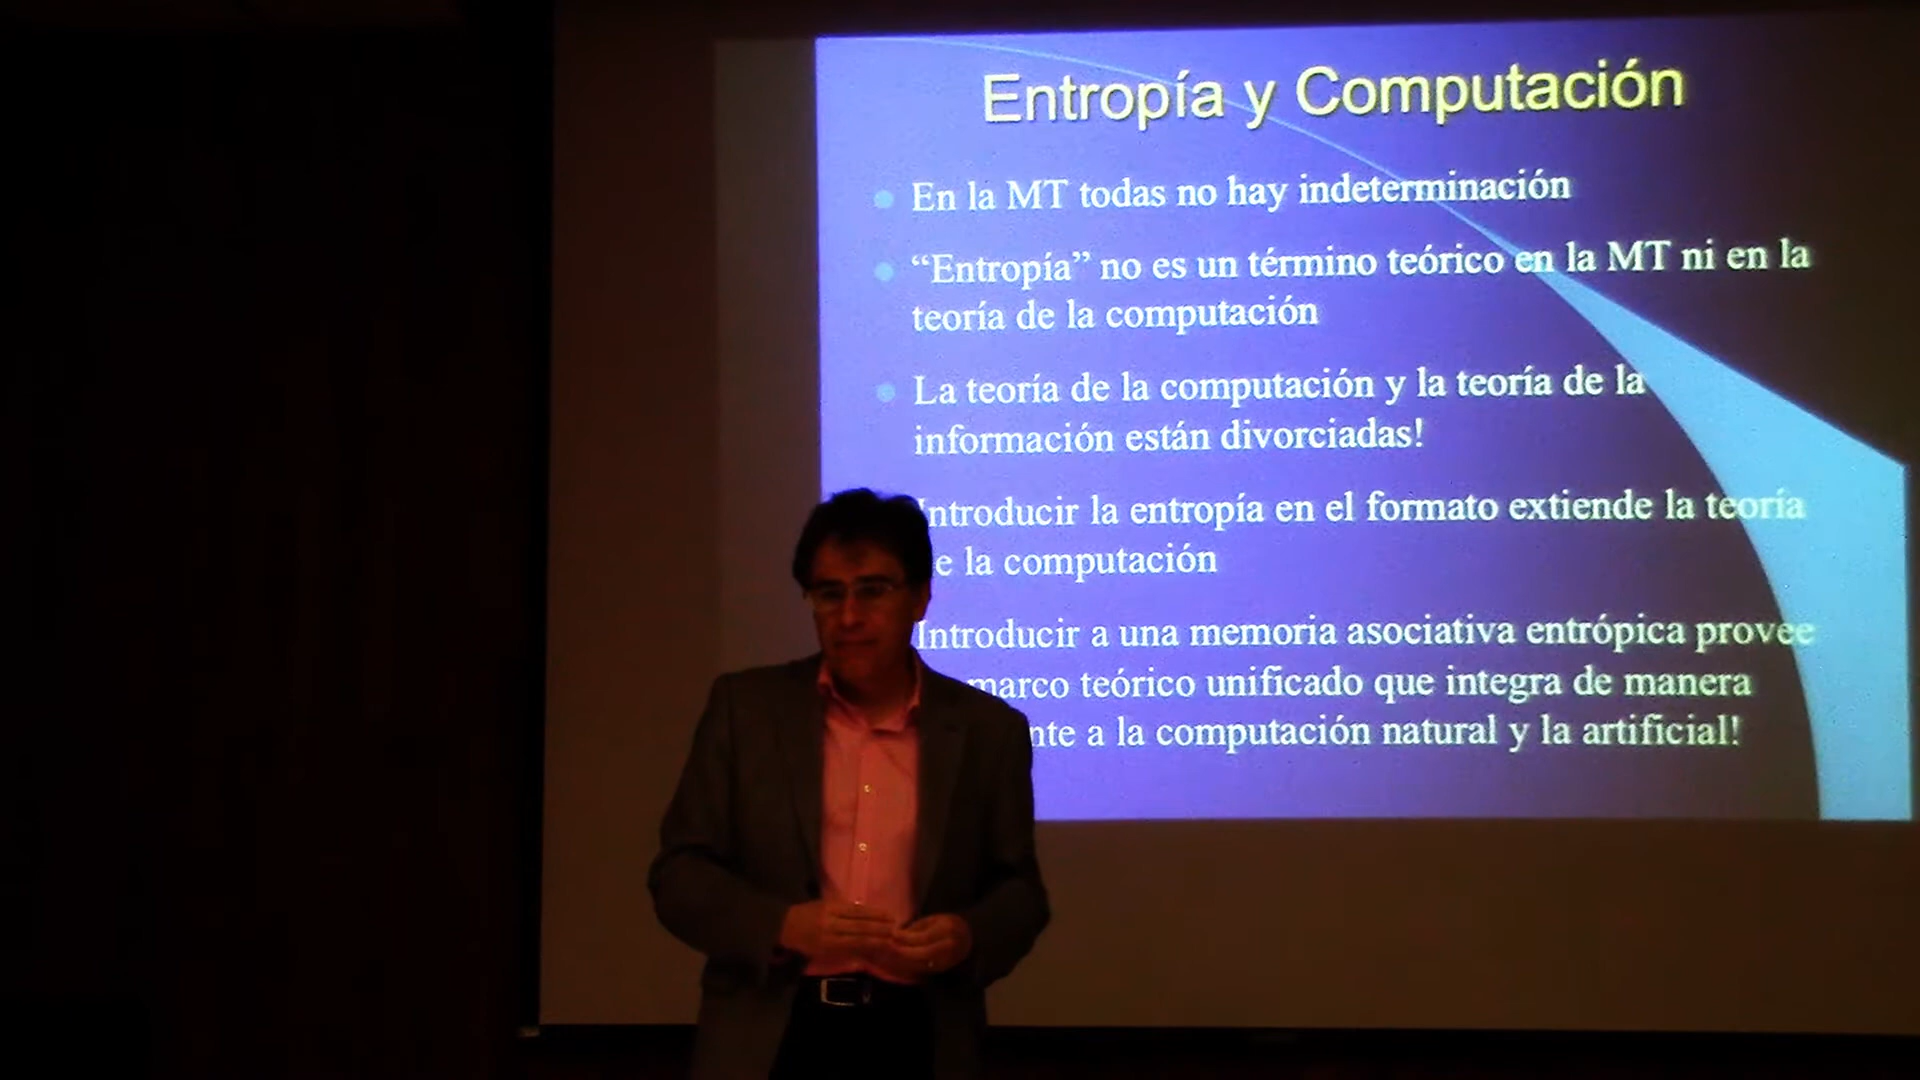 Entropía y Computación
En la MT todas no hay indeterminación
“Entropía” no es un término teórico en la MT ni en la
teoría de la computación
La teoría de la computación y la teoría de la
información están divorciadas!
Introducir la entropía en el formato extiende la teoría
la computación
Introducir a una memoria asociativa entrópica provee
marco teórico unificado que integra de manera
a la computación natural y la artificial!